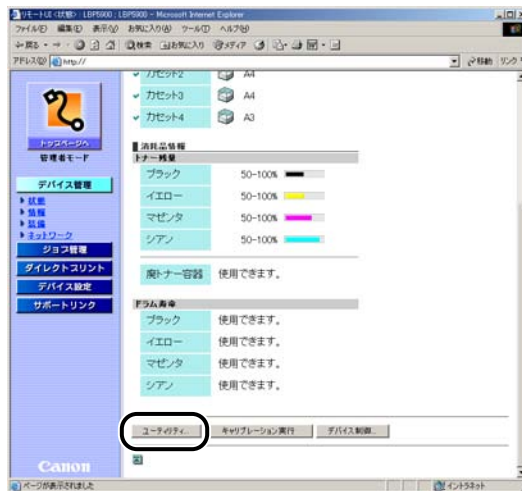 リモートUI <状態> : LBP5900 : LBP5900 - Microsoft Internet Explorer
ファイル(F) 編集(E) 表示(V) お気に入り(A) ツール(T) ヘルプ(H)
戻る 検索 お気に入り メディア
アドレス(D) http:// 移動 リンク
カセット2 A4
カセット3 A4
カセット4 A3
トップページへ
管理者モード
デバイス管理
状態
情報
装備
ネットワーク
ジョブ管理
ダイレクトプリント
デバイス設定
サポートリンク
Canon
消耗品情報
トナー残量
ブラック 50-100%
イエロー 50-100%
マゼンタ 50-100%
シアン 50-100%
廃トナー容器 使用できます。
ドラム寿命
ブラック 使用できます。
イエロー 使用できます。
マゼンタ 使用できます。
シアン 使用できます。
ユーティリティ... キャリブレーション実行 デバイス制御...
ページが表示されました イントラネット